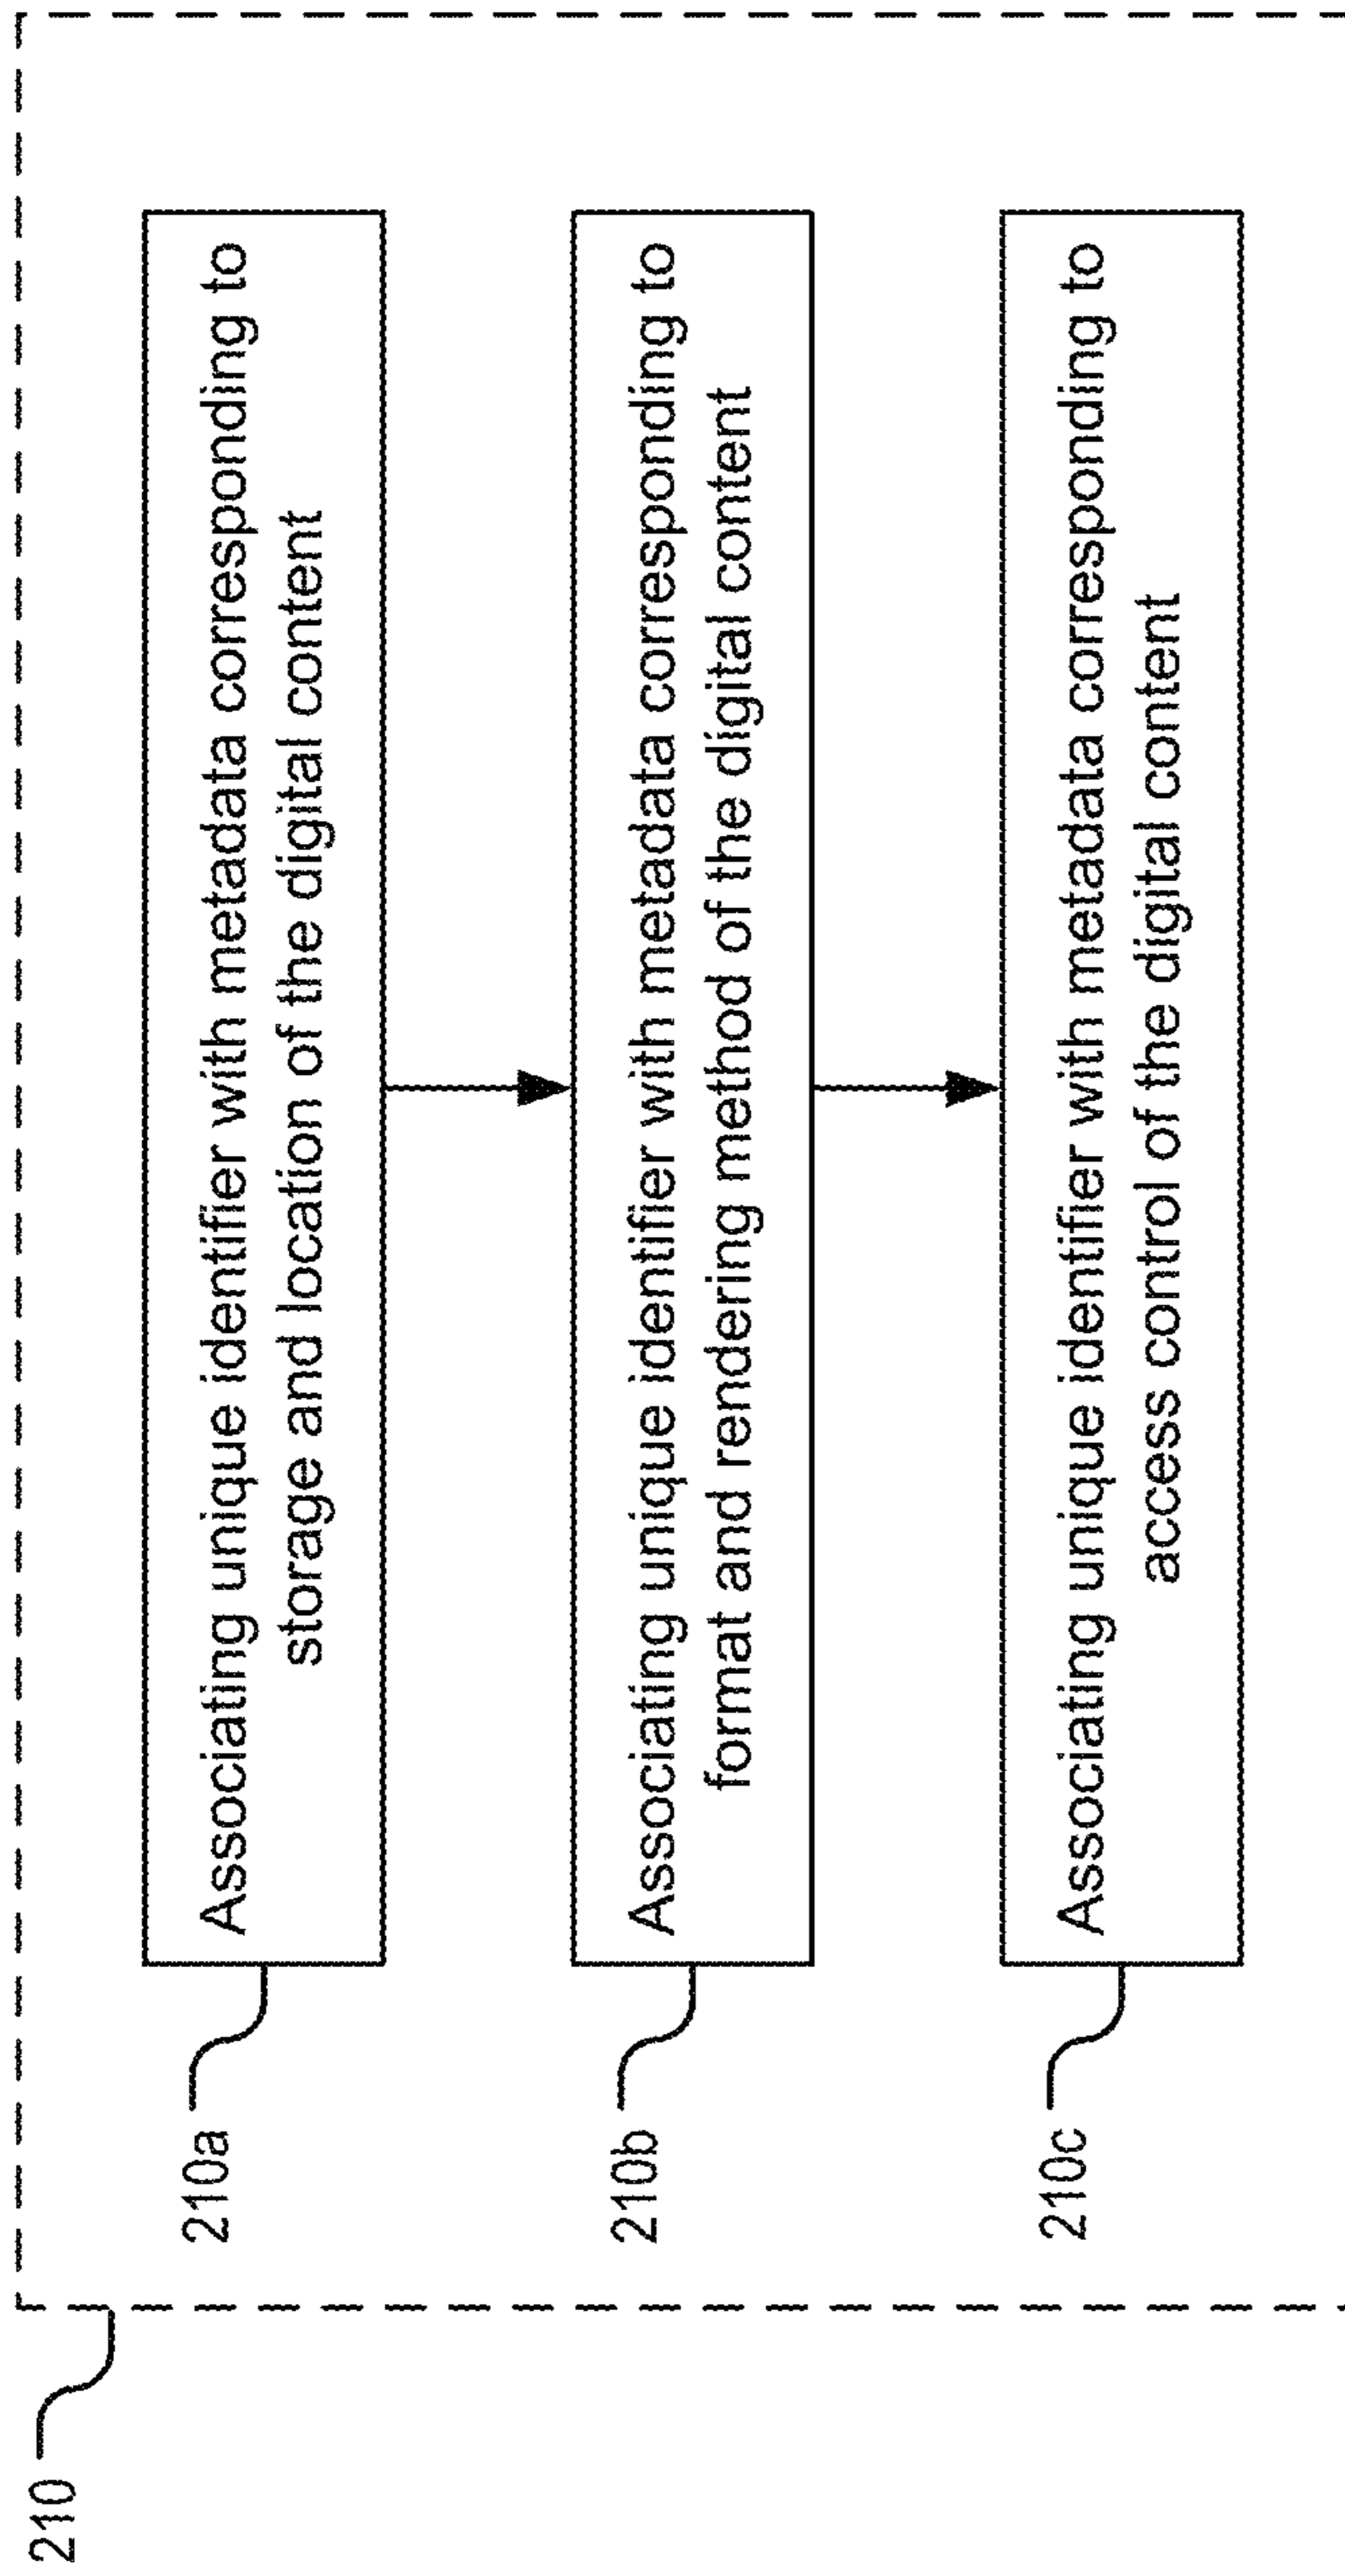 210
210a
Associating unique identifier with metadata corresponding to
storage and location of the digital content
210b
Associating unique identifier with metadata corresponding to
format and rendering method of the digital content
210c
Associating unique identifier with metadata corresponding to
access control of the digital content